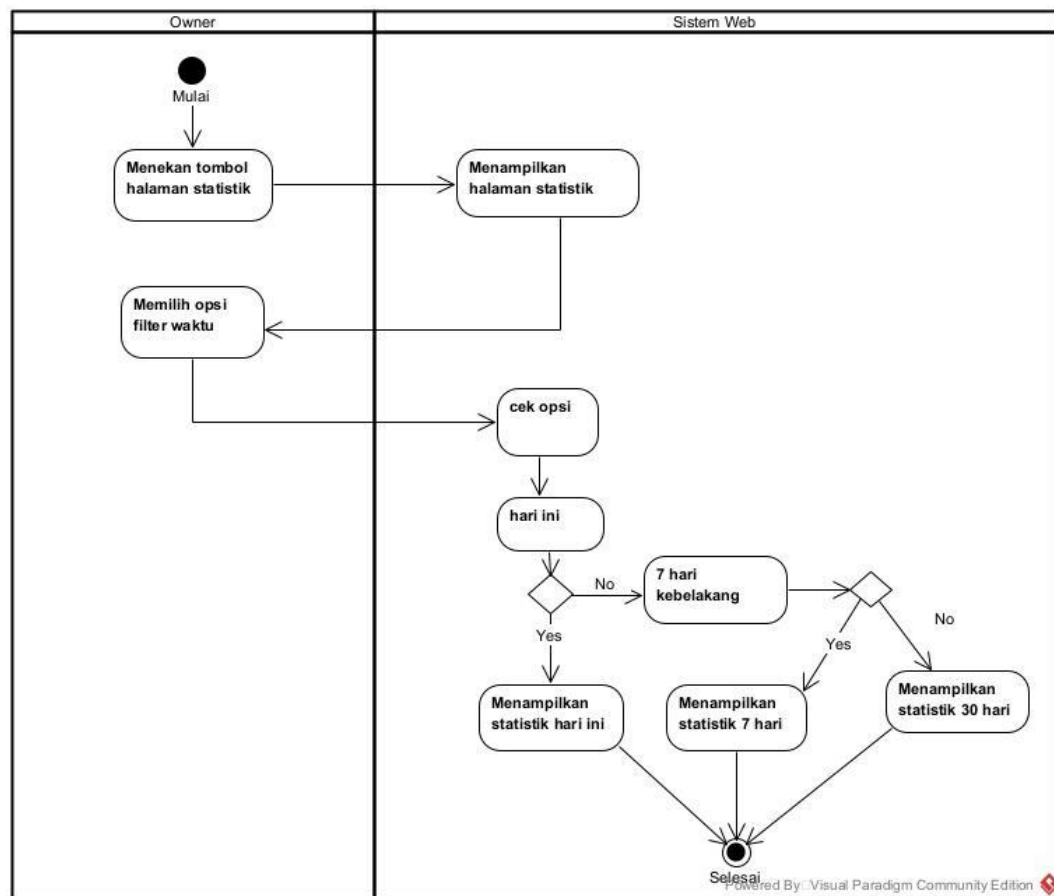 Owner
Sistem Web
Mulai
Menekan tombol
halaman statistik
Menampilkan
halaman statistik
Memilih opsi
filter waktu
cek opsi
hari ini
No
7 hari
kebelakang
Yes
Yes
No
Menampilkan
statistik hari ini
Menampilkan
statistik 7 hari
Menampilkan
statistik 30 hari
Selesai
Powered By Visual Paradigm Community Edition